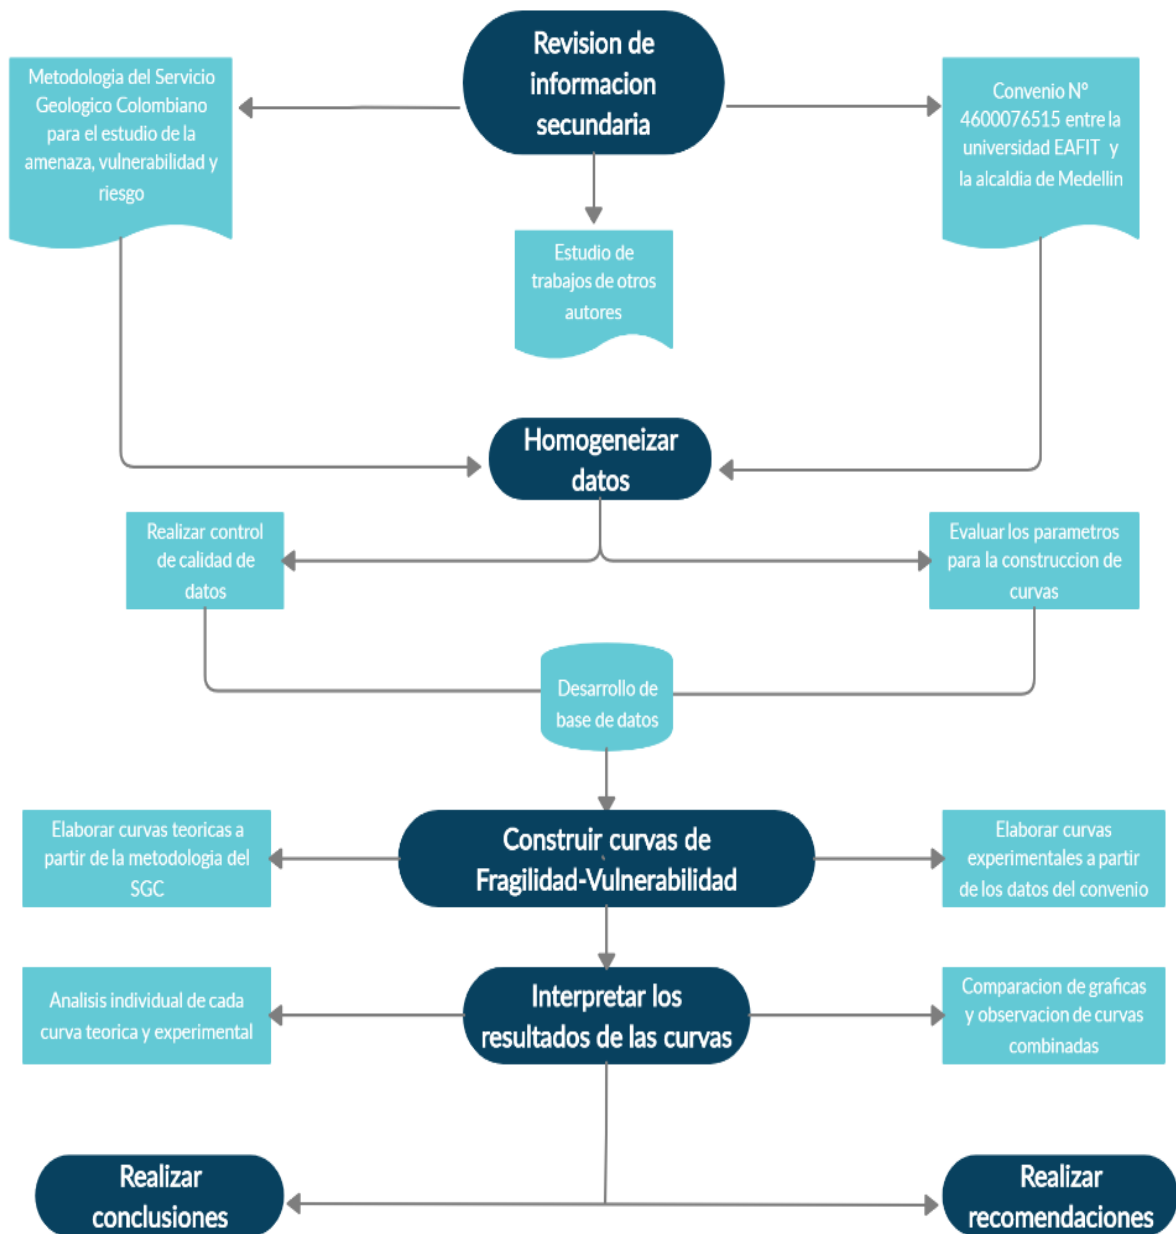 Revision de
informacion
secundaria
Metodologia del Servicio
Geologico Colombiano
para el estudio de la
amenaza, vulnerabilidad y
riesgo
Convenio N°
4600076515 entre la
universidad EAFIT y
la alcaldia de Medellin
Estudio de
trabajos de otros
autores
Homogeneizar
datos
Realizar control
de calidad de
datos
Evaluar los parametros
para la construccion de
curvas
Desarrollo de
base de datos
Elaborar curvas teoricas a
partir de la metodologia del
SGC
Construir curvas de
Fragilidad-Vulnerabilidad
Elaborar curvas
experimentales a partir
de los datos del convenio
Analisis individual de cada
curva teorica y experimental
Interpretar los
resultados de las curvas
Comparacion de graficas
y observacion de curvas
combinadas
Realizar
conclusiones
Realizar
recomendaciones